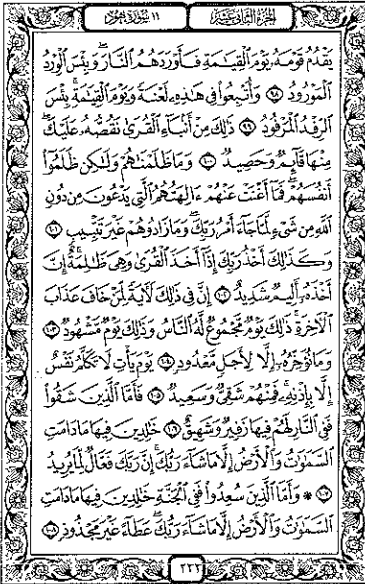 الجزء الثاني عشر
١١ سورة هود
يَقْدُمُ قَوْمَهُۥ يَوْمَ ٱلْقِيَٰمَةِ فَأَوْرَدَهُمُ ٱلنَّارَ ۖ وَبِئْسَ ٱلْوِرْدُ
ٱلْمَوْرُودُ ٩٨ وَأُتْبِعُوا۟ فِى هَٰذِهِۦ لَعْنَةً وَيَوْمَ ٱلْقِيَٰمَةِ ۚ بِئْسَ
ٱلرِّفْدُ ٱلْمَرْفُودُ ٩٩ ذَٰلِكَ مِنْ أَنۢبَآءِ ٱلْقُرَىٰ نَقُصُّهُۥ عَلَيْكَ ۖ
مِنْهَا قَآئِمٌ وَحَصِيدٌ ١٠٠ وَمَا ظَلَمْنَٰهُمْ وَلَٰكِن ظَلَمُوٓا۟
أَنفُسَهُمْ ۖ فَمَآ أَغْنَتْ عَنْهُمْ ءَالِهَتُهُمُ ٱلَّتِى يَدْعُونَ مِن دُونِ
ٱللَّهِ مِن شَىْءٍ لَّمَّا جَآءَ أَمْرُ رَبِّكَ ۖ وَمَا زَادُوهُمْ غَيْرَ تَتْبِيبٍ ١٠١
وَكَذَٰلِكَ أَخْذُ رَبِّكَ إِذَآ أَخَذَ ٱلْقُرَىٰ وَهِىَ ظَٰلِمَةٌ ۚ إِنَّ
أَخْذَهُۥٓ أَلِيمٌ شَدِيدٌ ١٠٢ إِنَّ فِى ذَٰلِكَ لَءَايَةً لِّمَنْ خَافَ عَذَابَ
ٱلْءَاخِرَةِ ۚ ذَٰلِكَ يَوْمٌ مَّجْمُوعٌ لَّهُ ٱلنَّاسُ وَذَٰلِكَ يَوْمٌ مَّشْهُودٌ ١٠٣
وَمَا نُؤَخِّرُهُۥٓ إِلَّا لِأَجَلٍ مَّعْدُودٍ ١٠٤ يَوْمَ يَأْتِ لَا تَكَلَّمُ نَفْسٌ
إِلَّا بِإِذْنِهِۦ ۚ فَمِنْهُمْ شَقِىٌّ وَسَعِيدٌ ١٠٥ فَأَمَّا ٱلَّذِينَ شَقُوا۟
فَفِى ٱلنَّارِ لَهُمْ فِيهَا زَفِيرٌ وَشَهِيقٌ ١٠٦ خَٰلِدِينَ فِيهَا مَا دَامَتِ
ٱلسَّمَٰوَٰتُ وَٱلْأَرْضُ إِلَّا مَا شَآءَ رَبُّكَ ۚ إِنَّ رَبَّكَ فَعَّالٌ لِّمَا يُرِيدُ
١٠٧ ۞ وَأَمَّا ٱلَّذِينَ سُعِدُوا۟ فَفِى ٱلْجَنَّةِ خَٰلِدِينَ فِيهَا مَا دَامَتِ
ٱلسَّمَٰوَٰتُ وَٱلْأَرْضُ إِلَّا مَا شَآءَ رَبُّكَ ۖ عَطَآءً غَيْرَ مَجْذُوذٍ ١٠٨
٢٣٣